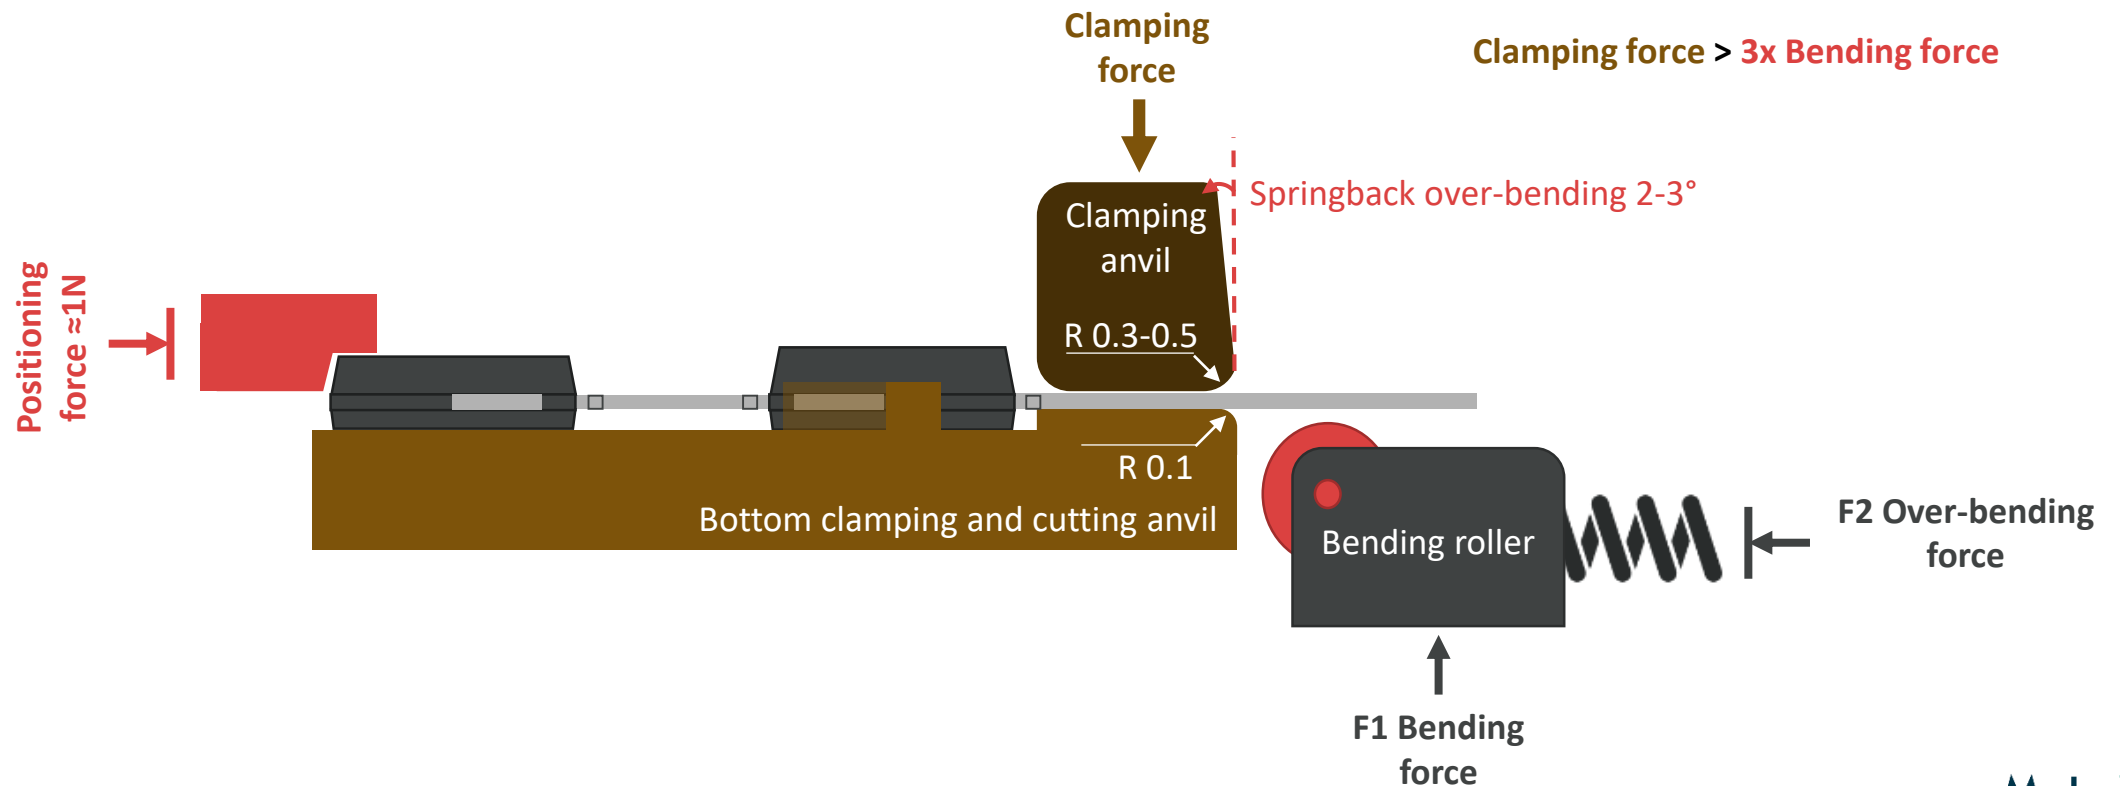 Clamping
force
Clamping force > 3x Bending force
Springback over-bending 2-3°
Clamping
anvil
R 0.3-0.5
Positioning
force ≈1N
R 0.1
Bottom clamping and cutting anvil
Bending roller
F2 Over-bending
force
F1 Bending
force